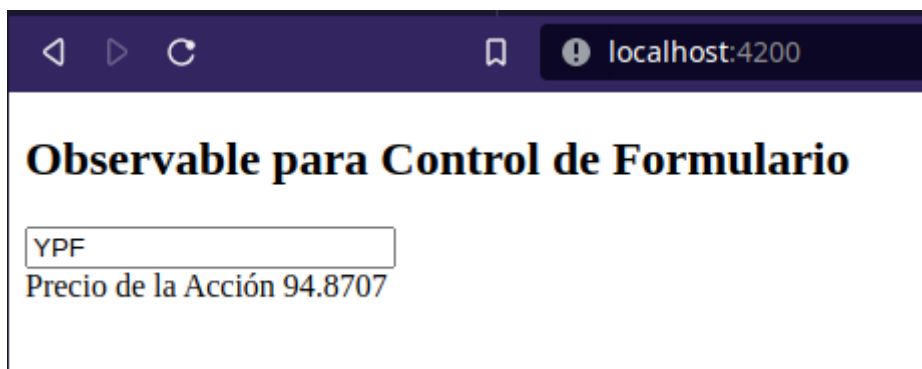 localhost:4200
Observable para Control de Formulario
YPF
Precio de la Acción 94.8707